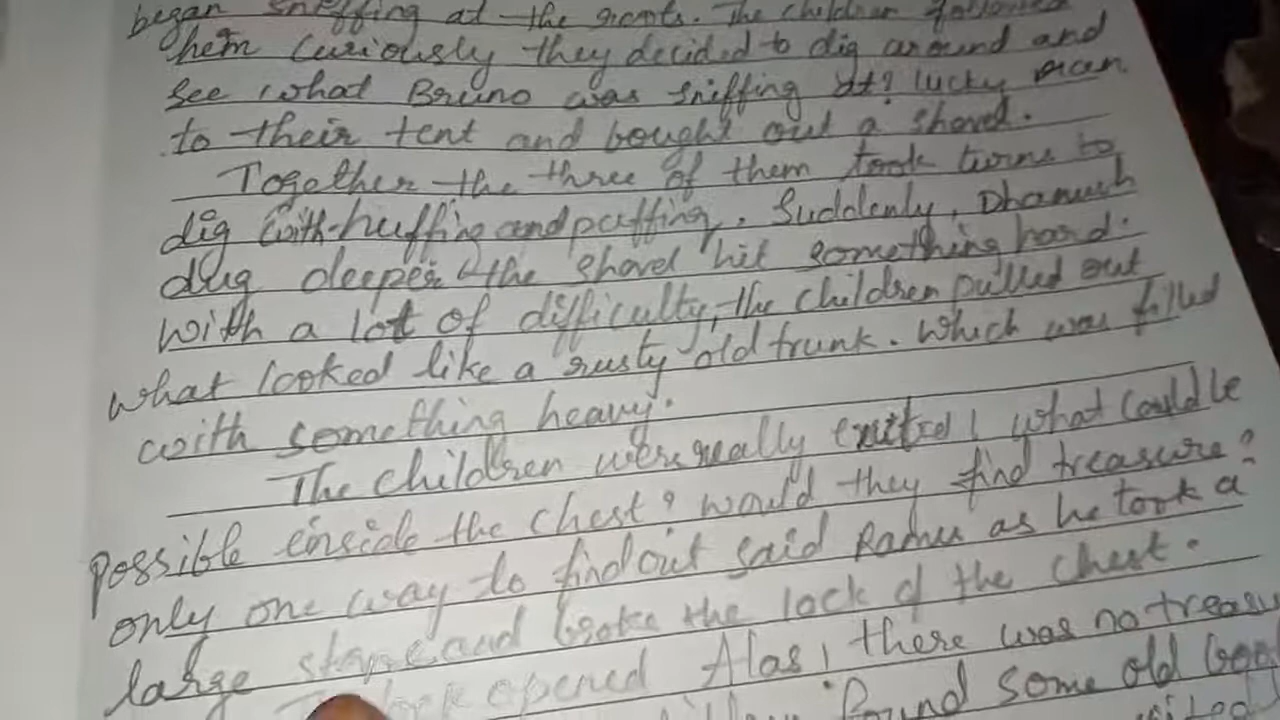 began sniffing at the roots. The children followed
hem curiously they decided to dig around and
See what Bruno was sniffing at? lucky ran
to their tent and bought out a shovel.
Together the three of them took turns to
dig with huffing and puffing. Suddenly, Dhanush
dug deeper the shovel hit something hard.
With a lot of difficulty, the children pulled out
what looked like a rusty old trunk. which was filled
with something heavy.
The children were really what could be
possible inside the chest? would they find treasure?
only one way to find out said Ramu as he took a
large stone and broke the lock of the chest.
opened Alas, there was no treasu
found some old